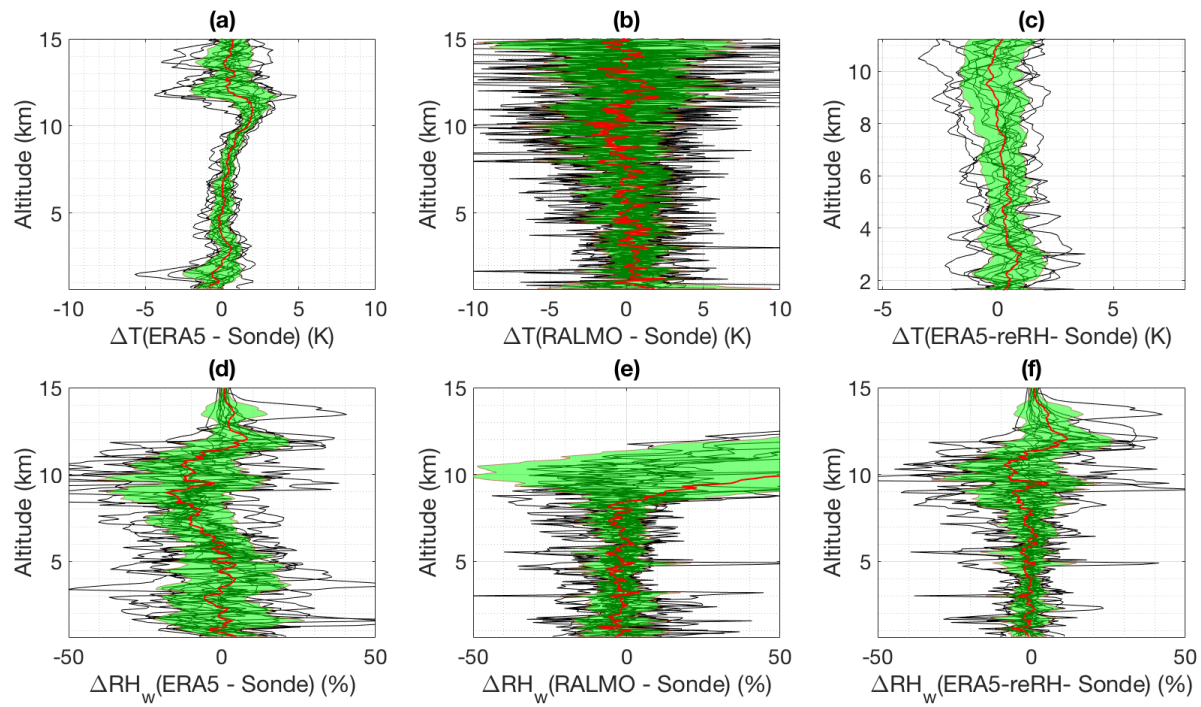 (a)
15
10
5
Altitude (km)
-10 -5 0 5 10
ΔT(ERA5 - Sonde) (K)
(b)
15
10
5
Altitude (km)
-10 -5 0 5 10
ΔT(RALMO - Sonde) (K)
(c)
10
8
6
4
2
Altitude (km)
-5 0 5
ΔT(ERA5-reRH- Sonde) (K)
(d)
15
10
5
Altitude (km)
-50 0 50
ΔRH_w(ERA5 - Sonde) (%)
(e)
15
10
5
Altitude (km)
-50 0 50
ΔRH_w(RALMO - Sonde) (%)
(f)
15
10
5
Altitude (km)
-50 0 50
ΔRH_w(ERA5-reRH- Sonde) (%)